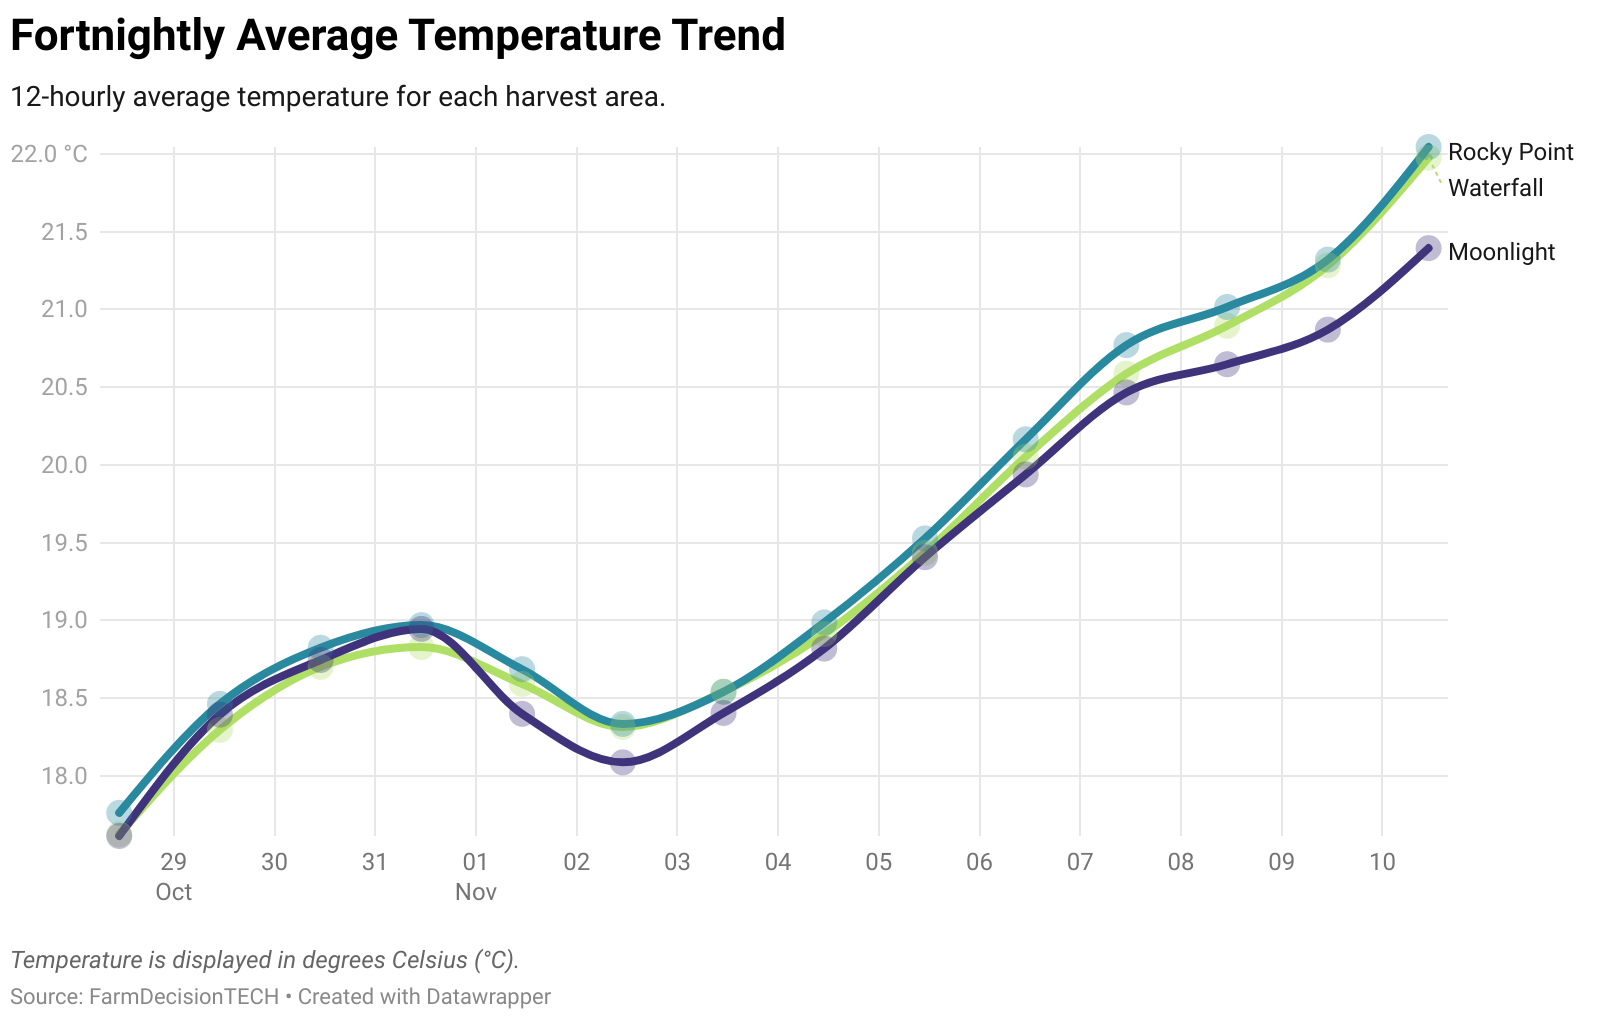 Fortnightly Average Temperature Trend
12-hourly average temperature for each harvest area.
22.0 °C
21.5
21.0
20.5
20.0
19.5
19.0
18.5
18.0
Rocky Point
Waterfall
Moonlight
29 30 31 01 02 03 04 05 06 07 08 09 10
Oct Nov
Temperature is displayed in degrees Celsius (°C).
Source: FarmDecisionTECH • Created with Datawrapper